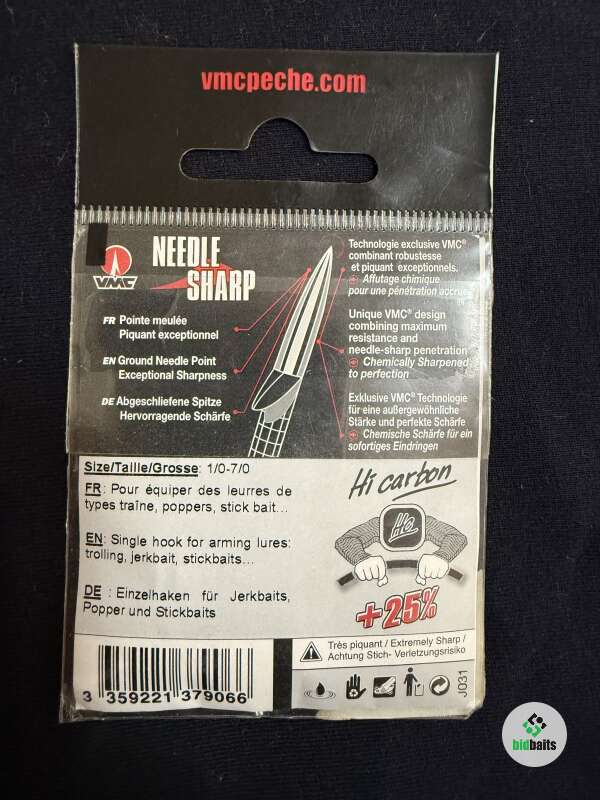 vmcpeche.com
VMC
NEEDLE
SHARP
FR Pointe meulée
Piquant exceptionnel
EN Ground Needle Point
Exceptional Sharpness
DE Abgeschliefene Spitze
Hervorragende Schärfe
Technologie exclusive VMC®
combinant robustesse
et piquant exceptionnels.
Affutage chimique
pour une pénétration accrue
Unique VMC® design
combining maximum
resistance and
needle-sharp penetration
Chemically Sharpened
to perfection
Exklusive VMC® Technologie
für eine außergewöhnliche
Stärke und perfekte Schärfe
Chemische Schärfe für ein
sofortiges Eindringen
Size/Taille/Grosse: 1/0-7/0
FR: Pour équiper des leurres de
types traîne, poppers, stick bait...
EN: Single hook for arming lures:
trolling, jerkbait, stickbaits...
DE : Einzelhaken für Jerkbaits,
Popper und Stickbaits
Hi carbon
+25%
Très piquant / Extremely Sharp /
Achtung Stich- Verletzungsrisiko
3 359221 379066
J031
bidbaits